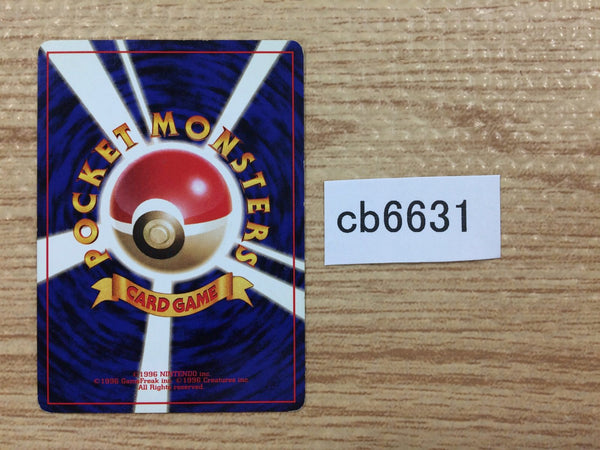 POCKET MONSTERS
CARD GAME
©1996 NINTENDO inc.
©1996 GameFreak inc. ©1996 Creatures inc.
All Rights reserved.
cb6631